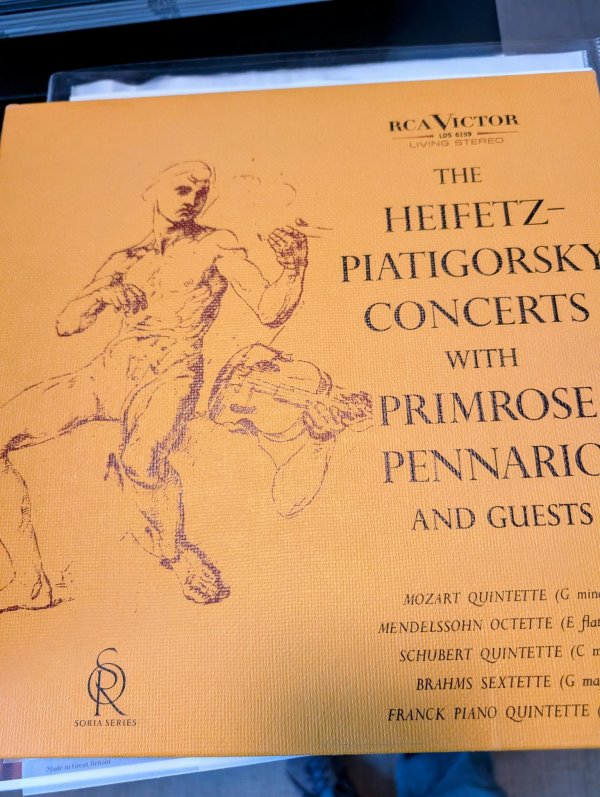 RCA VICTOR
LDS 6159
LIVING STEREO
THE
HEIFETZ-
PIATIGORSKY
CONCERTS
WITH
PRIMROSE
PENNARIO
AND GUESTS
MOZART QUINTETTE (G mino
MENDELSSOHN OCTETTE (E flat
SCHUBERT QUINTETTE (C m
BRAHMS SEXTETTE (G ma
FRANCK PIANO QUINTETTE (
SR
SORIA SERIES
Made in Great Britain